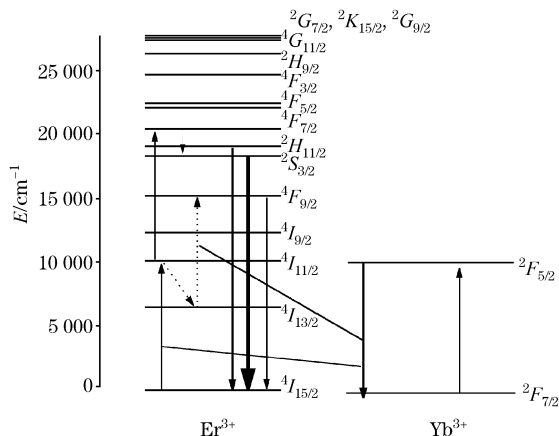 ²G₇/₂, ²K₁₅/₂, ²G₉/₂
⁴G₁₁/₂
²H₉/₂
⁴F₃/₂
⁴F₅/₂
⁴F₇/₂
²H₁₁/₂
²S₃/₂
⁴F₉/₂
⁴I₉/₂
⁴I₁₁/₂
⁴I₁₃/₂
⁴I₁₅/₂
²F₅/₂
²F₇/₂
25 000
20 000
15 000
10 000
5 000
0
E/cm⁻¹
Er³⁺
Yb³⁺